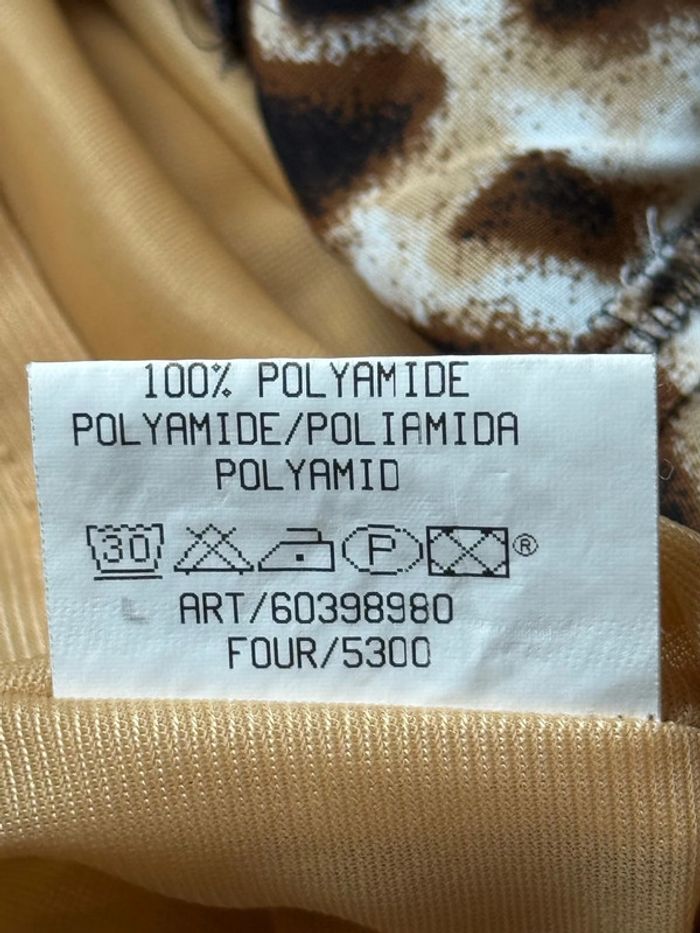 100% POLYAMIDE
POLYAMIDE/POLIAMIDA
POLYAMID
30 P ®
ART/60398980
FOUR/5300